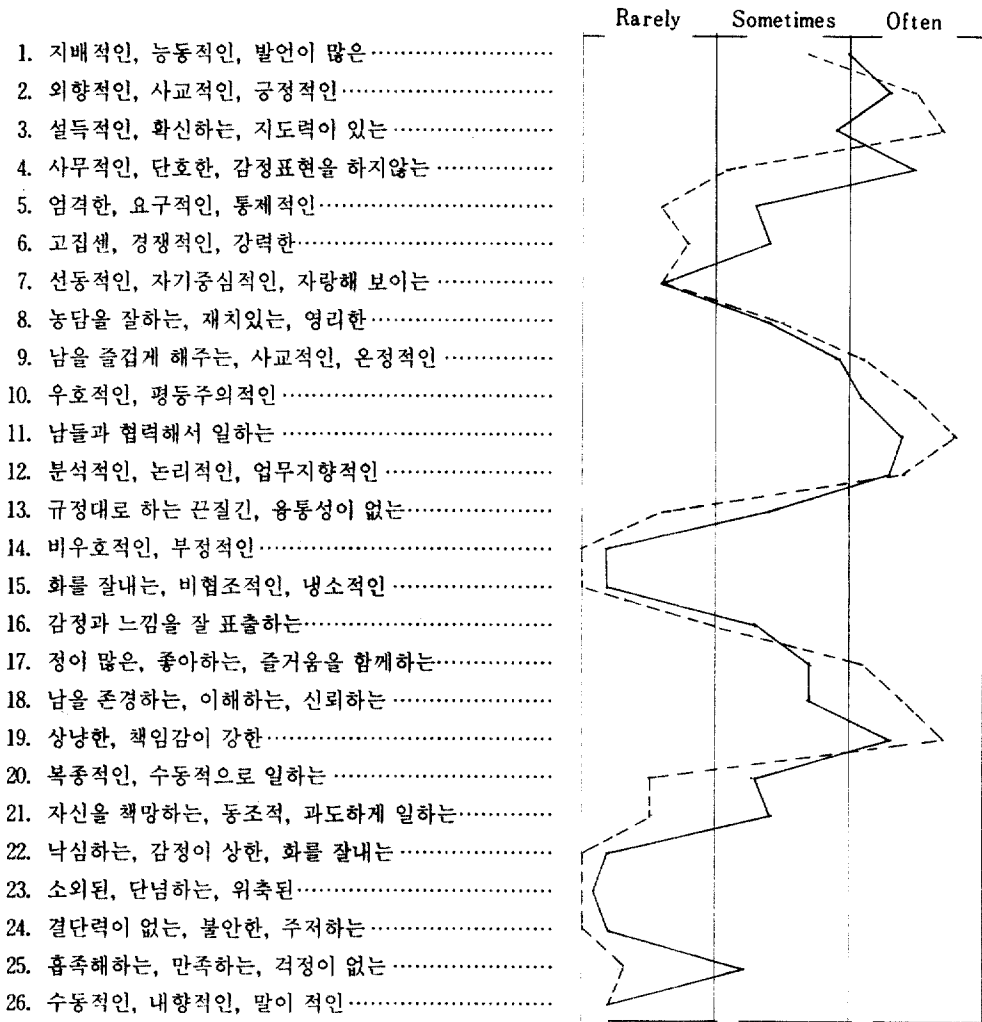 Rarely Sometimes Often
1. 지배적인, 능동적인, 발언이 많은
2. 외향적인, 사교적인, 긍정적인
3. 설득적인, 확신하는, 지도력이 있는
4. 사무적인, 단호한, 감정표현을 하지않는
5. 엄격한, 요구적인, 통제적인
6. 고집센, 경쟁적인, 강력한
7. 선동적인, 자기중심적인, 자랑해 보이는
8. 농담을 잘하는, 재치있는, 영리한
9. 남을 즐겁게 해주는, 사교적인, 온정적인
10. 우호적인, 평등주의적인
11. 남들과 협력해서 일하는
12. 분석적인, 논리적인, 업무지향적인
13. 규정대로 하는 끈질긴, 융통성이 없는
14. 비우호적인, 부정적인
15. 화를 잘내는, 비협조적인, 냉소적인
16. 감정과 느낌을 잘 표출하는
17. 정이 많은, 좋아하는, 즐거움을 함께하는
18. 남을 존경하는, 이해하는, 신뢰하는
19. 상냥한, 책임감이 강한
20. 복종적인, 수동적으로 일하는
21. 자신을 책망하는, 동조적, 과도하게 일하는
22. 낙심하는, 감정이 상한, 화를 잘내는
23. 소외된, 단념하는, 위축된
24. 결단력이 없는, 불안한, 주저하는
25. 흡족해하는, 만족하는, 걱정이 없는
26. 수동적인, 내향적인, 말이 적인